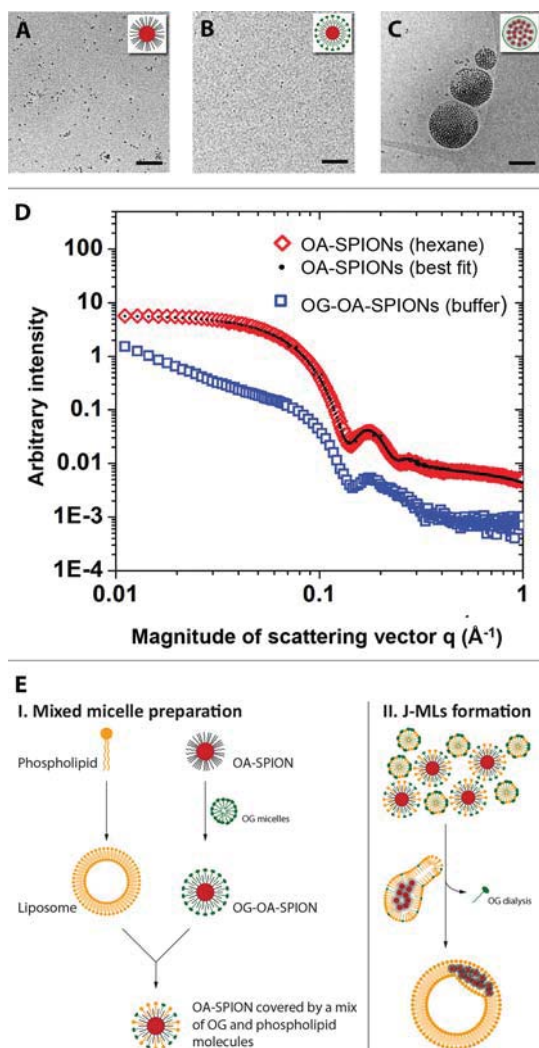 A
B
C
D
OA-SPIONs (hexane)
OA-SPIONs (best fit)
OG-OA-SPIONs (buffer)
100
10
1
0.1
0.01
1E-3
1E-4
Arbitrary intensity
0.01
0.1
1
Magnitude of scattering vector q (Å⁻¹)
E
I. Mixed micelle preparation
Phospholipid
OA-SPION
OG micelles
Liposome
OG-OA-SPION
OA-SPION covered by a mix
of OG and phospholipid
molecules
II. J-MLs formation
OG dialysis